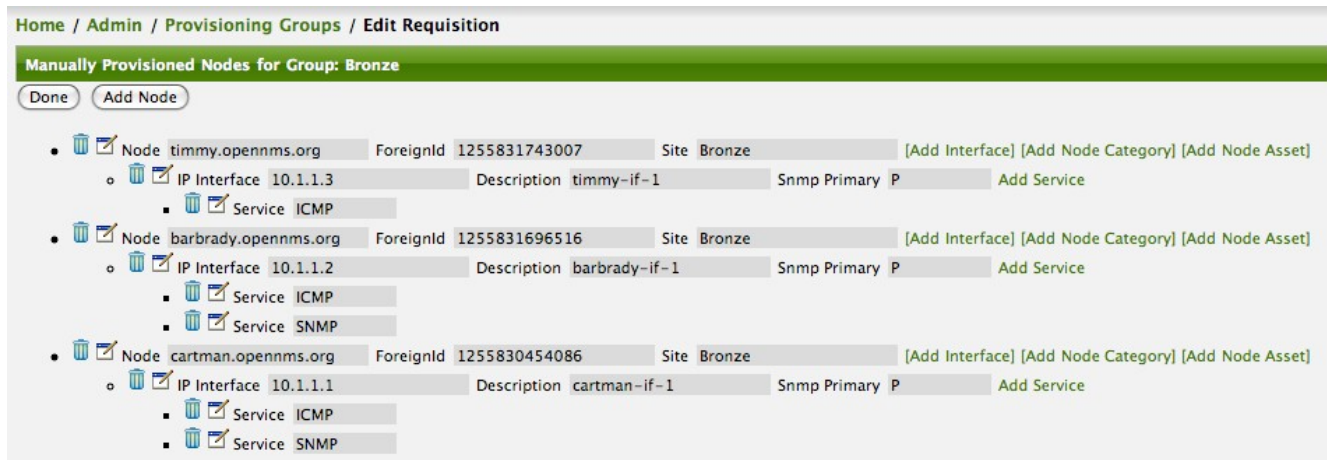 Home / Admin / Provisioning Groups / Edit Requisition
Manually Provisioned Nodes for Group: Bronze
Done Add Node
Node timmy.opennms.org ForeignId 1255831743007 Site Bronze [Add Interface] [Add Node Category] [Add Node Asset]
IP Interface 10.1.1.3 Description timmy-if-1 Snmp Primary P Add Service
Service ICMP
Node barbrady.opennms.org ForeignId 1255831696516 Site Bronze [Add Interface] [Add Node Category] [Add Node Asset]
IP Interface 10.1.1.2 Description barbrady-if-1 Snmp Primary P Add Service
Service ICMP
Service SNMP
Node cartman.opennms.org ForeignId 1255830454086 Site Bronze [Add Interface] [Add Node Category] [Add Node Asset]
IP Interface 10.1.1.1 Description cartman-if-1 Snmp Primary P Add Service
Service ICMP
Service SNMP